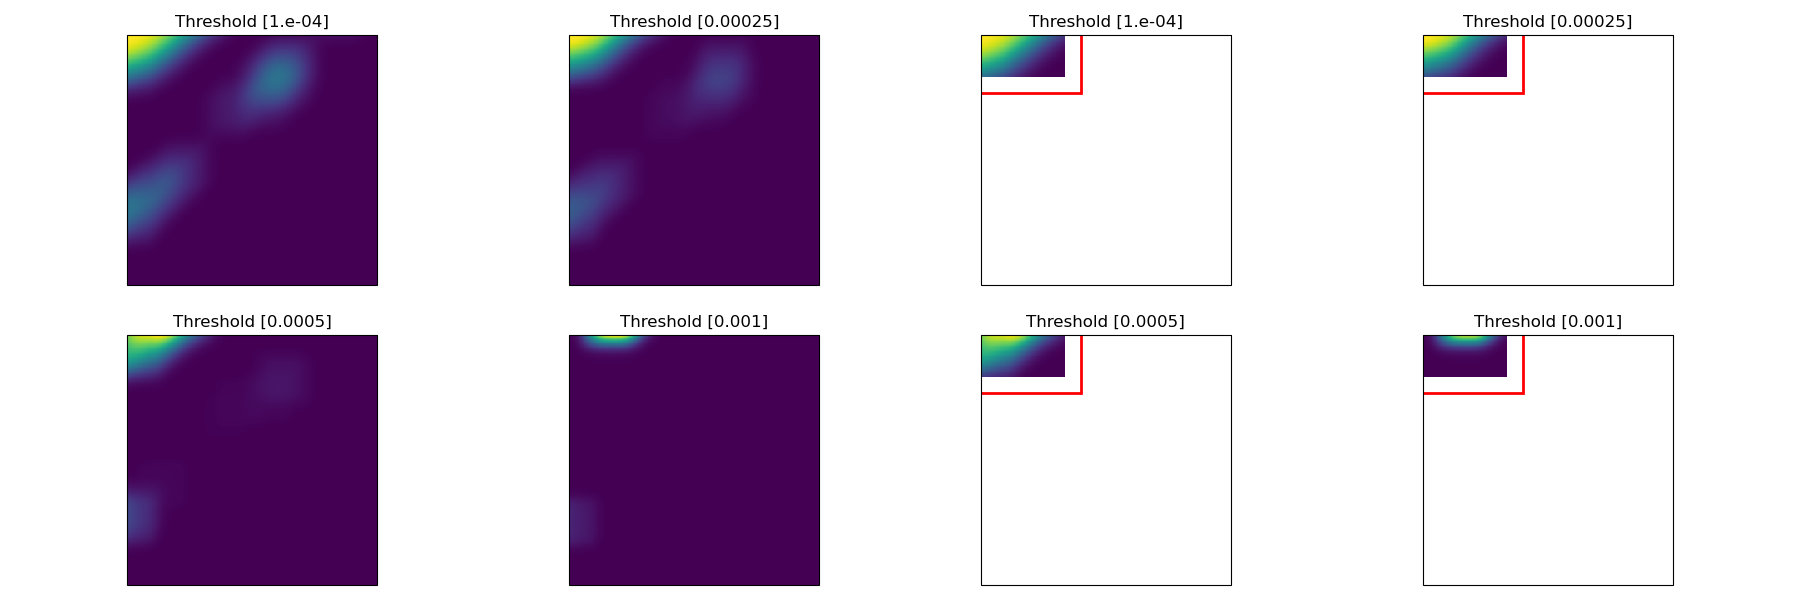 Threshold [1.e-04]
Threshold [0.00025]
Threshold [1.e-04]
Threshold [0.00025]
Threshold [0.0005]
Threshold [0.001]
Threshold [0.0005]
Threshold [0.001]